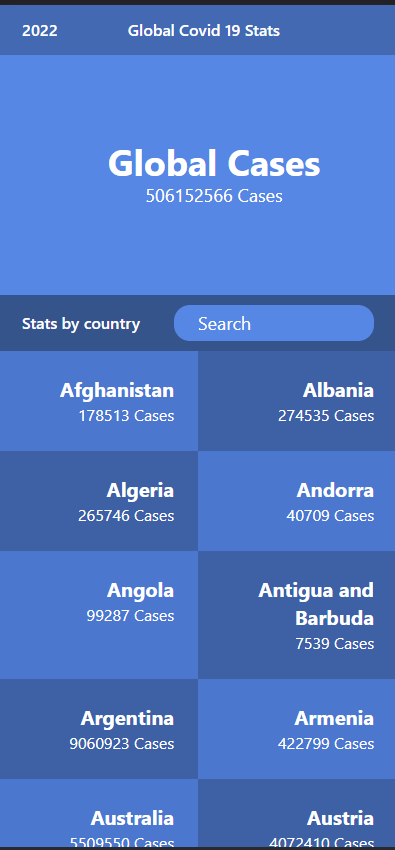 2022 Global Covid 19 Stats
Global Cases
506152566 Cases
Stats by country Search
Afghanistan
178513 Cases
Albania
274535 Cases
Algeria
265746 Cases
Andorra
40709 Cases
Angola
99287 Cases
Antigua and
Barbuda
7539 Cases
Argentina
9060923 Cases
Armenia
422799 Cases
Australia
5509550 Cases
Austria
4072410 Cases